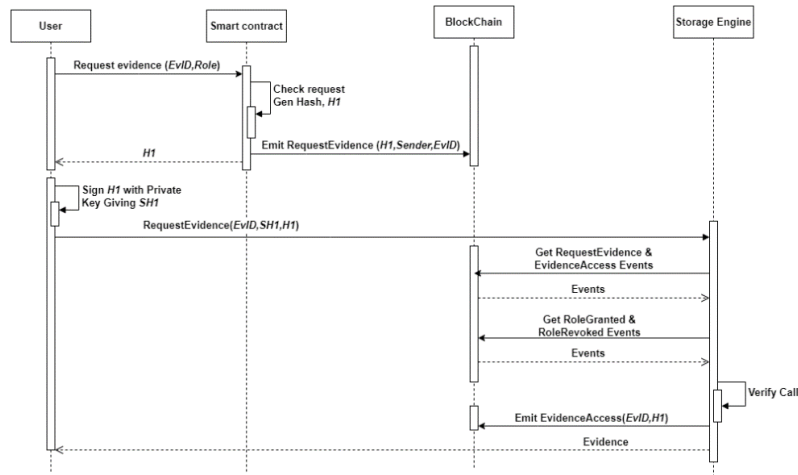 User
Smart contract
BlockChain
Storage Engine
Request evidence (EvID,Role)
Check request
Gen Hash, H1
Emit RequestEvidence (H1,Sender,EvID)
H1
Sign H1 with Private
Key Giving SH1
RequestEvidence(EvID,SH1,H1)
Get RequestEvidence &
EvidenceAccess Events
Events
Get RoleGranted &
RoleRevoked Events
Events
Verify Call
Emit EvidenceAccess(EvID,H1)
Evidence